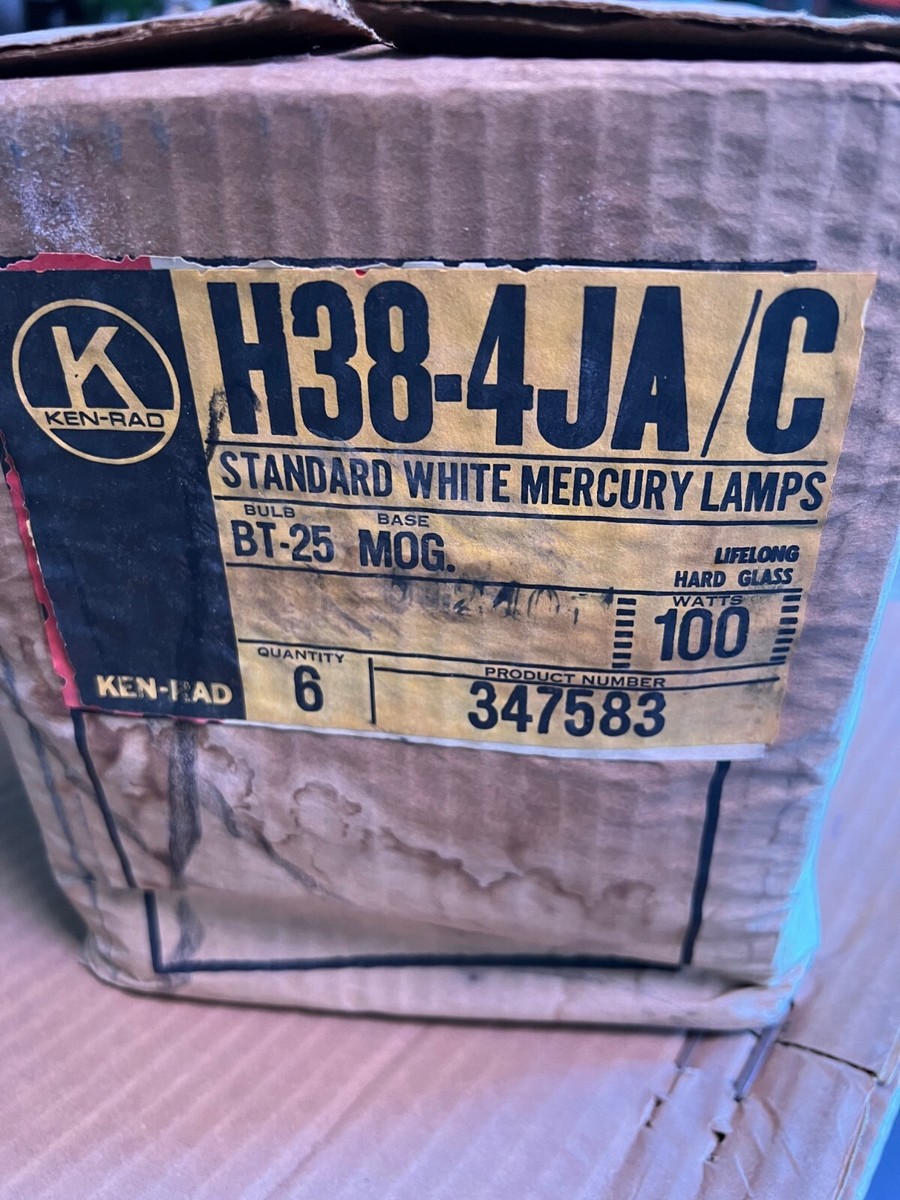 K
KEN-RAD
H38-4JA/C
STANDARD WHITE MERCURY LAMPS
BULB
BT-25
BASE
MOG.
LIFELONG
HARD GLASS
WATTS
100
KEN-RAD
QUANTITY
6
PRODUCT NUMBER
347583